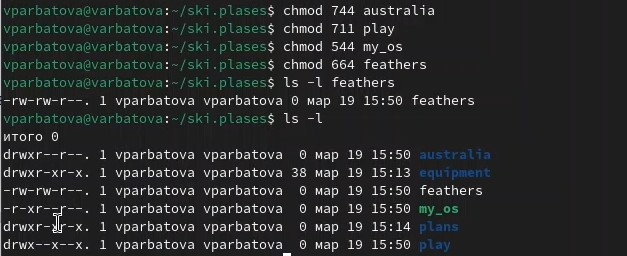 vparbatova@varbatova:~/ski.plases$ chmod 744 australia
vparbatova@varbatova:~/ski.plases$ chmod 711 play
vparbatova@varbatova:~/ski.plases$ chmod 544 my_os
vparbatova@varbatova:~/ski.plases$ chmod 664 feathers
vparbatova@varbatova:~/ski.plases$ ls -l feathers
-rw-rw-r--. 1 vparbatova vparbatova 0 мар 19 15:50 feathers
vparbatova@varbatova:~/ski.plases$ ls -l
итого 0
drwxr--r--. 1 vparbatova vparbatova  0 мар 19 15:50 australia
drwxr-xr-x. 1 vparbatova vparbatova 38 мар 19 15:13 equipment
-rw-rw-r--. 1 vparbatova vparbatova  0 мар 19 15:50 feathers
-r-xr--r--. 1 vparbatova vparbatova  0 мар 19 15:50 my_os
drwxr-xr-x. 1 vparbatova vparbatova  0 мар 19 15:14 plans
drwx--x--x. 1 vparbatova vparbatova  0 мар 19 15:50 play